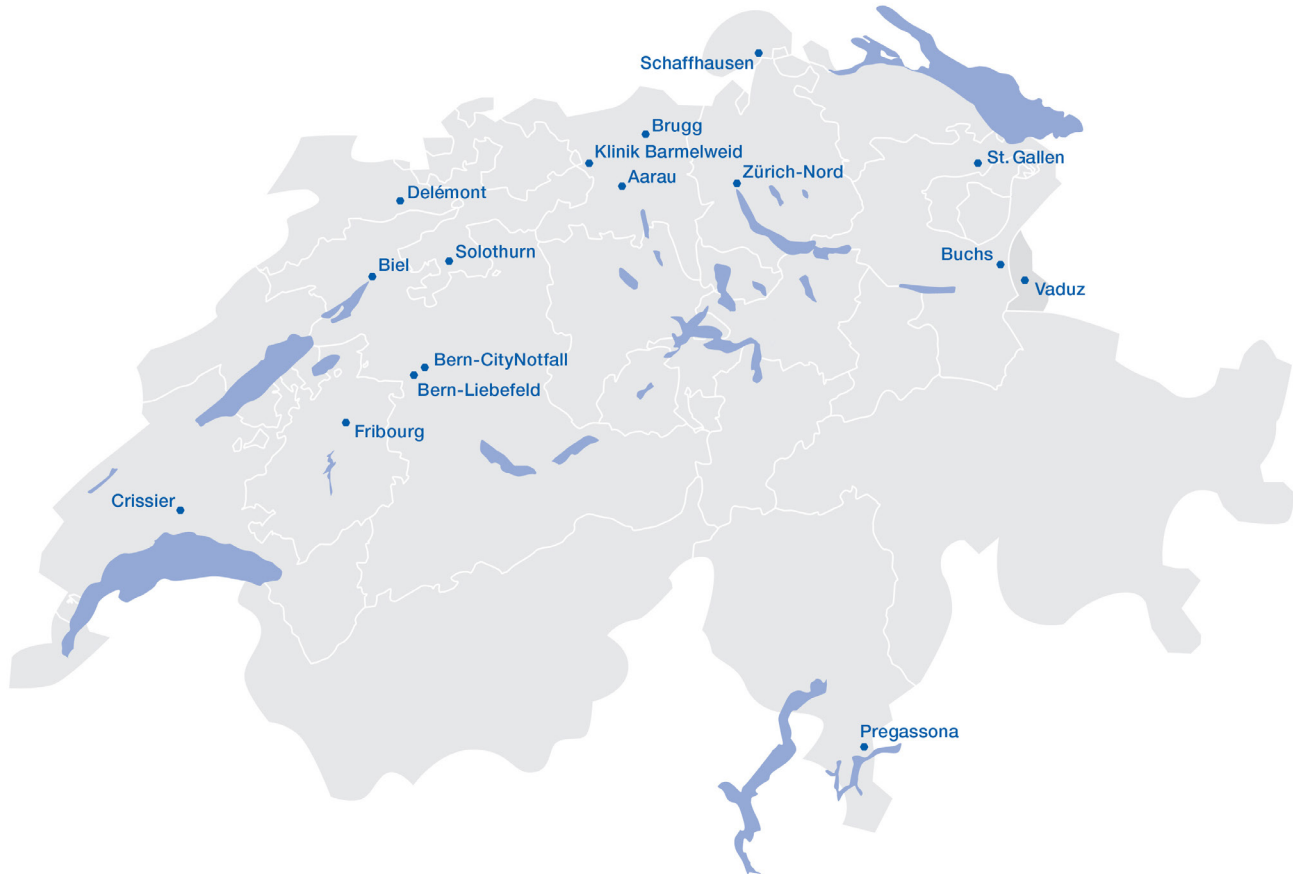 Schaffhausen
Brugg
Klinik Barmelweid
St. Gallen
Zürich-Nord
Aarau
Delémont
Solothurn
Buchs
Biel
Vaduz
Bern-CityNotfall
Bern-Liebefeld
Fribourg
Crissier
Pregassona